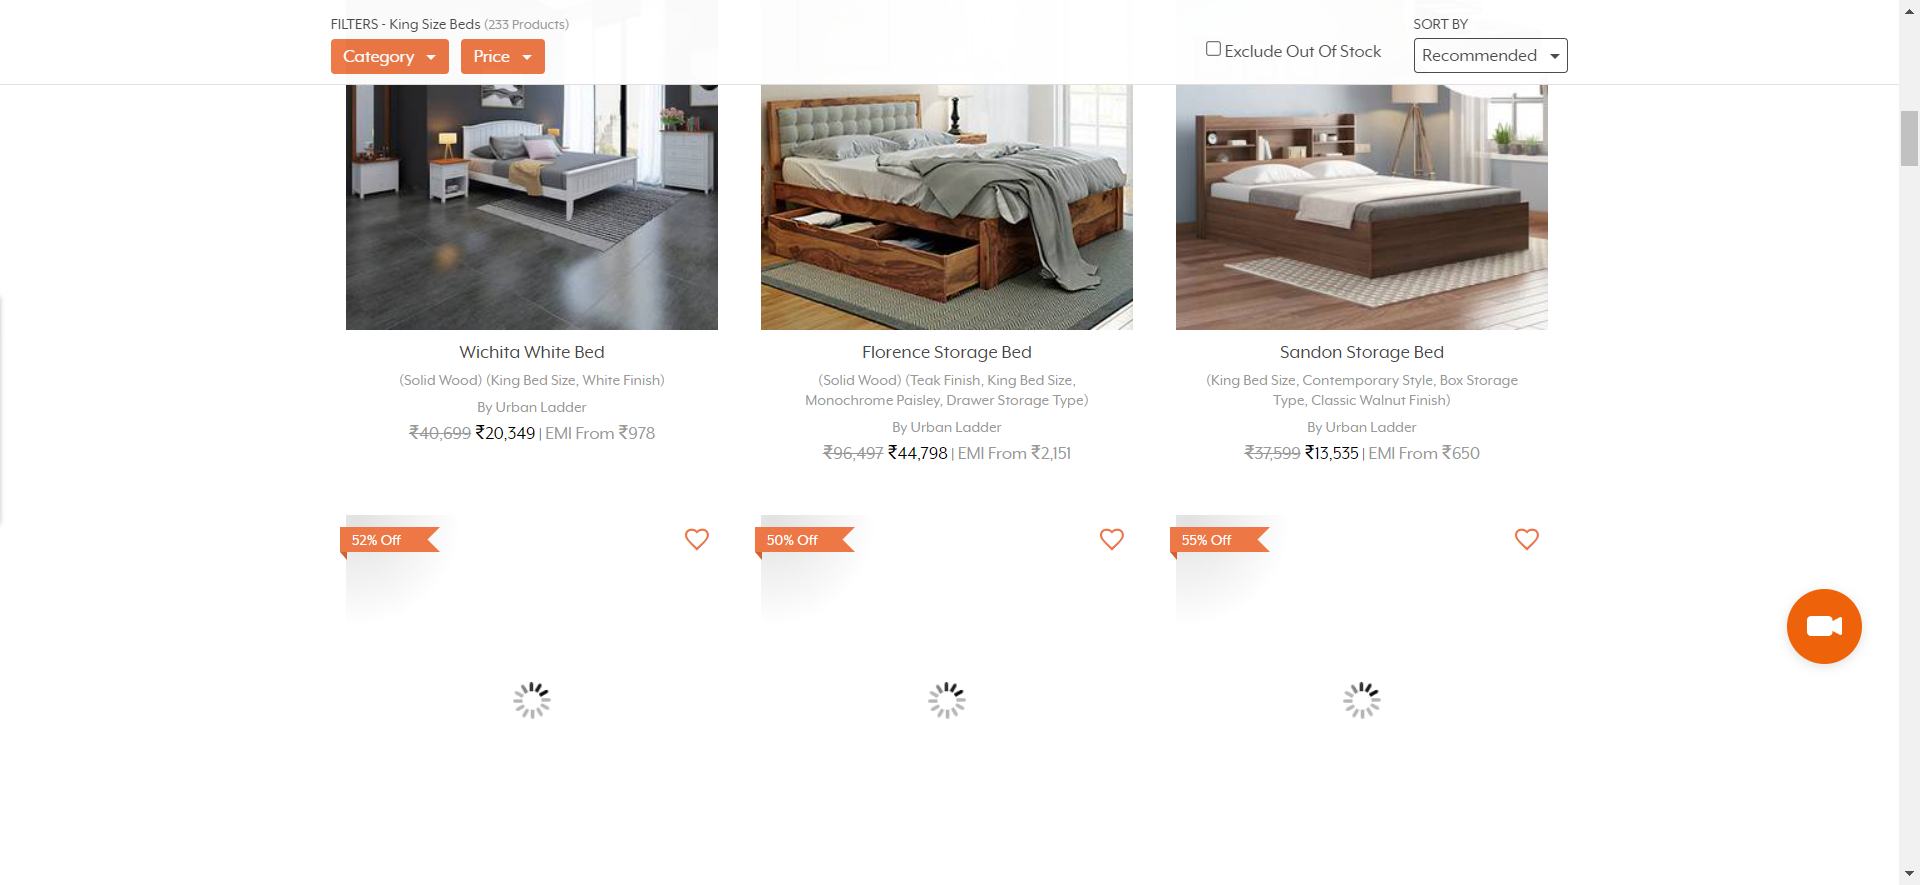 FILTERS - King Size Beds (233 Products)
SORT BY
Category
Price
Exclude Out Of Stock
Recommended
Wichita White Bed
(Solid Wood) (King Bed Size, White Finish)
By Urban Ladder
₹40,699 ₹20,349 | EMI From ₹978
Florence Storage Bed
(Solid Wood) (Teak Finish, King Bed Size,
Monochrome Paisley, Drawer Storage Type)
By Urban Ladder
₹96,497 ₹44,798 | EMI From ₹2,151
Sandon Storage Bed
(King Bed Size, Contemporary Style, Box Storage
Type, Classic Walnut Finish)
By Urban Ladder
₹37,599 ₹13,535 | EMI From ₹650
52% Off
50% Off
55% Off